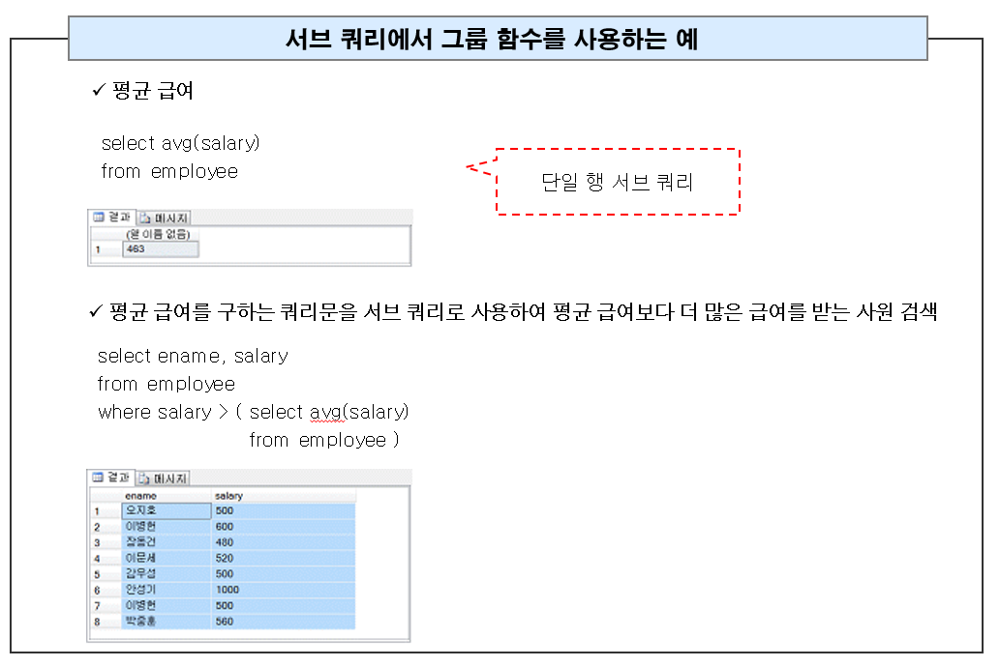 서브 쿼리에서 그룹 함수를 사용하는 예
✓ 평균 급여
select avg(salary)
from employee
단일 행 서브 쿼리
결과 메시지
(열 이름 없음)
1 463
✓ 평균 급여를 구하는 쿼리문을 서브 쿼리로 사용하여 평균 급여보다 더 많은 급여를 받는 사원 검색
select ename, salary
from employee
where salary > ( select avg(salary)
from employee )
결과 메시지
ename salary
1 오지호 500
2 이병헌 600
3 장동건 480
4 이문세 520
5 감우성 500
6 안성기 1000
7 이병헌 500
8 박중훈 560